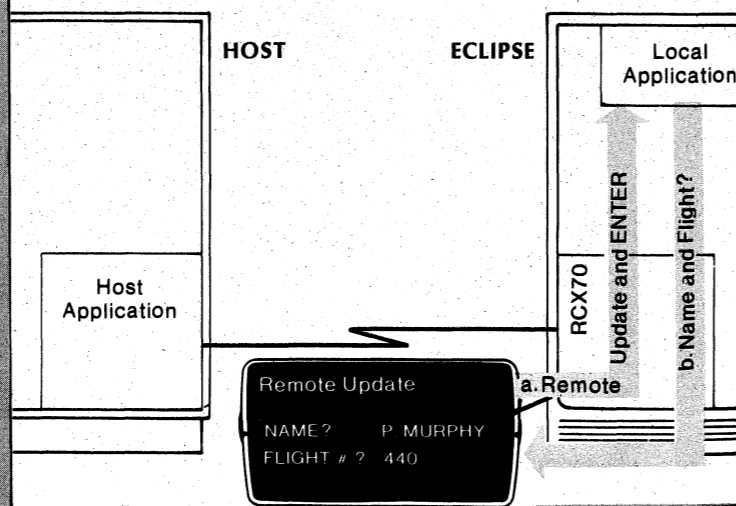 HOST
ECLIPSE
Local
Application
Host
Application
RCX70
Update and ENTER
b. Name and Flight?
a. Remote
Remote Update
NAME? P. MURPHY
FLIGHT # ? 440